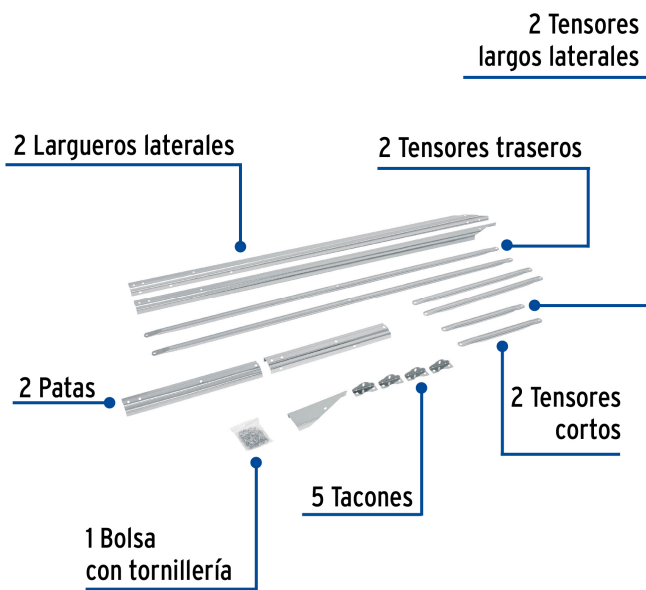 2 Tensores
largos laterales
2 Largueros laterales
2 Tensores traseros
2 Patas
2 Tensores
cortos
5 Tacones
1 Bolsa
con tornillería